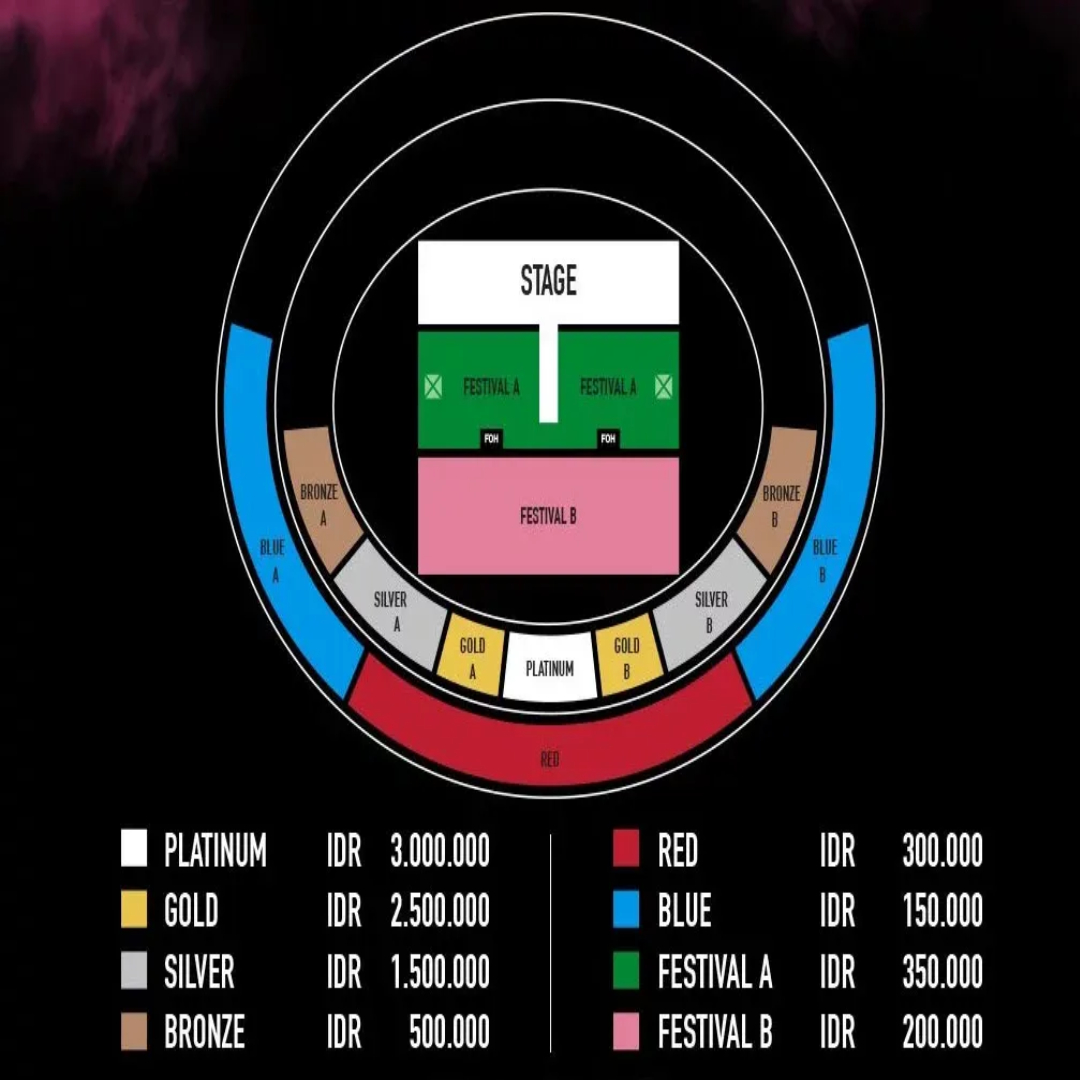 STAGE
FESTIVAL A
FESTIVAL A
FOH
FOH
FESTIVAL B
BRONZE
A
BRONZE
B
BLUE
A
BLUE
B
SILVER
A
SILVER
B
GOLD
A
PLATINUM
GOLD
B
RED
PLATINUM IDR 3.000.000
GOLD IDR 2.500.000
SILVER IDR 1.500.000
BRONZE IDR 500.000
RED IDR 300.000
BLUE IDR 150.000
FESTIVAL A IDR 350.000
FESTIVAL B IDR 200.000